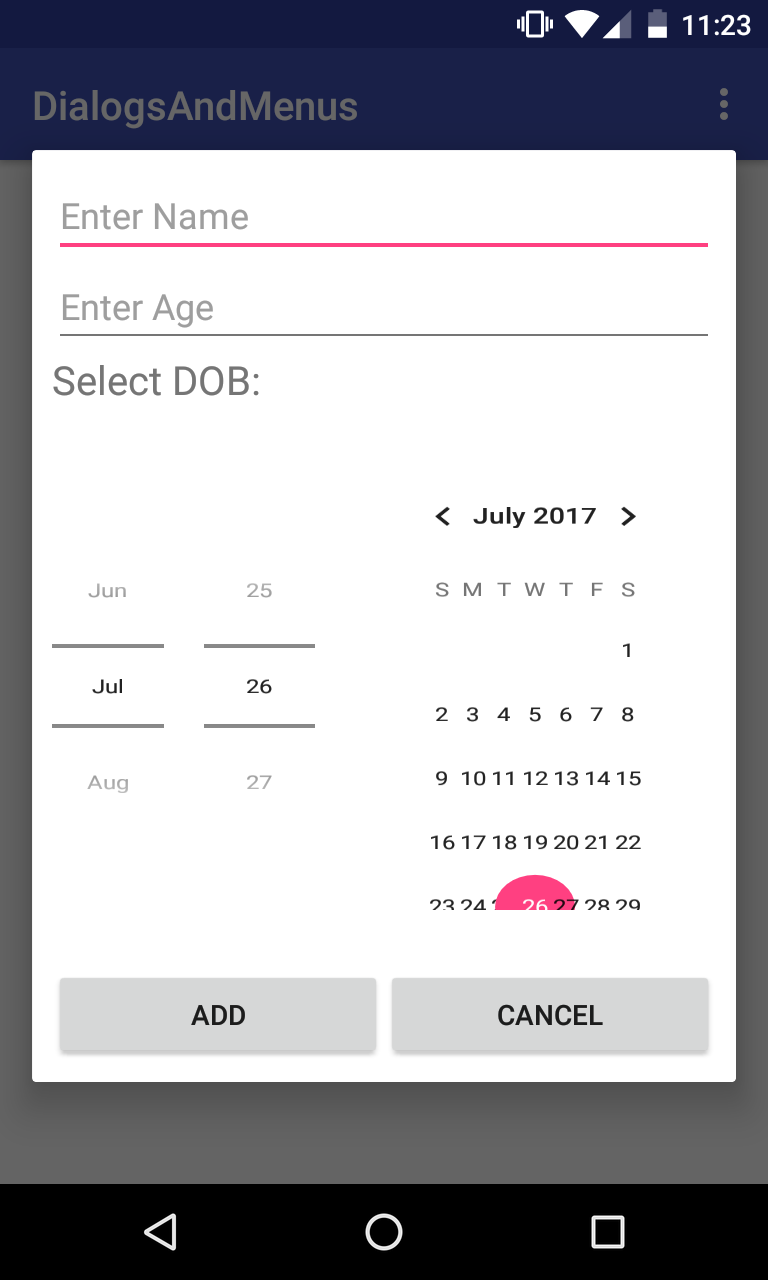 11:23
DialogsAndMenus
Enter Name
Enter Age
Select DOB:
July 2017
S M T W T F S
Jun 25
1
Jul 26
2 3 4 5 6 7 8
Aug 27
9 10 11 12 13 14 15
16 17 18 19 20 21 22
23 24 26 27 28 29
ADD CANCEL